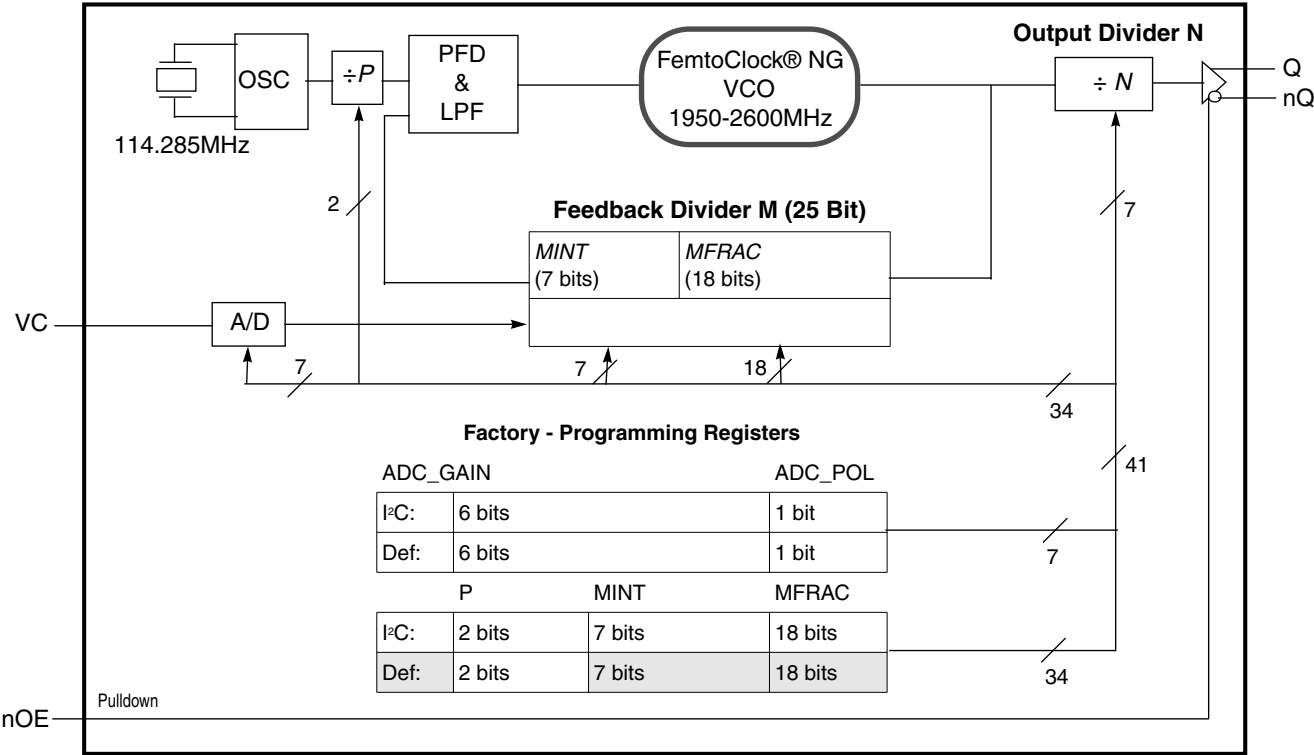 Output Divider N
PFD
&
LPF
FemtoClock® NG
VCO
1950-2600MHz
OSC
÷P
÷ N
Q
nQ
114.285MHz
2
7
Feedback Divider M (25 Bit)
MINT
(7 bits)
MFRAC
(18 bits)
VC
A/D
7
7
18
34
Factory - Programming Registers
41
ADC_GAIN ADC_POL
I²C: 6 bits 1 bit
Def: 6 bits 1 bit
7
P MINT MFRAC
I²C: 2 bits 7 bits 18 bits
Def: 2 bits 7 bits 18 bits
34
Pulldown
nOE